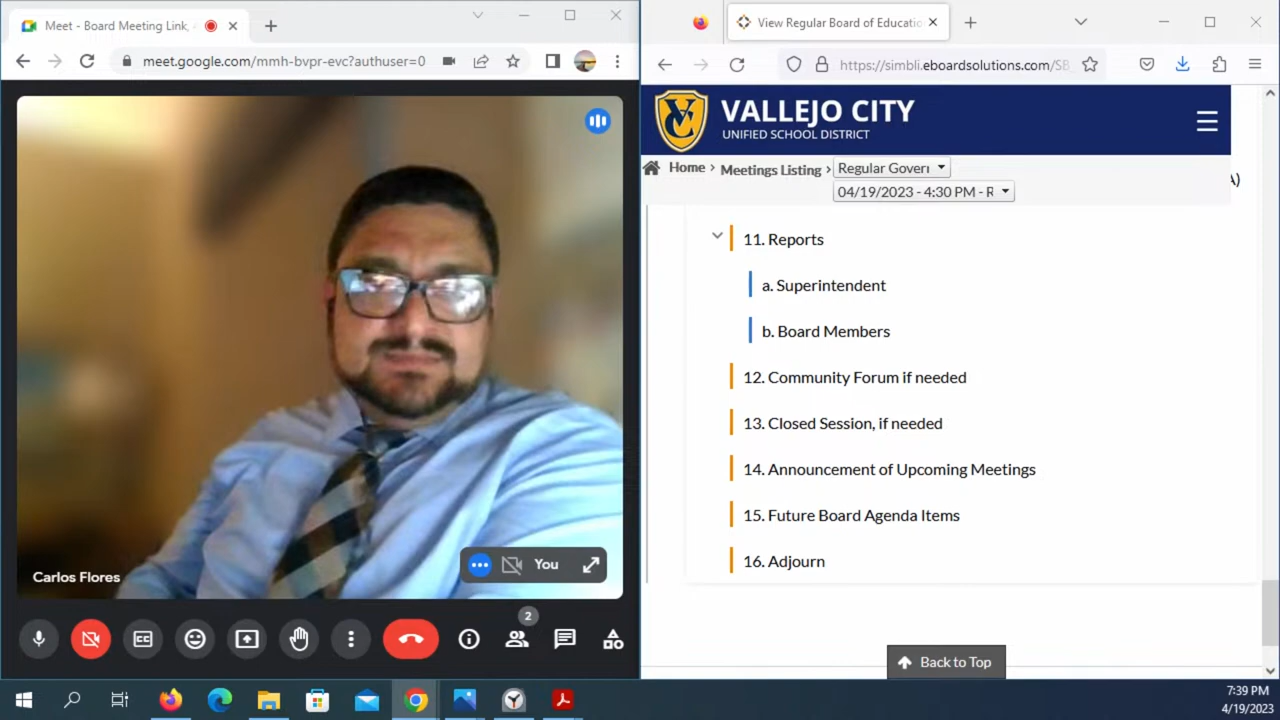 Meet - Board Meeting Link,
meet.google.com/mmh-bvpr-evc?authuser=0
Carlos Flores
You
2
View Regular Board of Educatio
https://simbli.eboardsolutions.com/SB
VALLEJO CITY
UNIFIED SCHOOL DISTRICT
Home > Meetings Listing > Regular Govern
04/19/2023 - 4:30 PM - R
A)
11. Reports
a. Superintendent
b. Board Members
12. Community Forum if needed
13. Closed Session, if needed
14. Announcement of Upcoming Meetings
15. Future Board Agenda Items
16. Adjourn
Back to Top
7:39 PM
4/19/2023